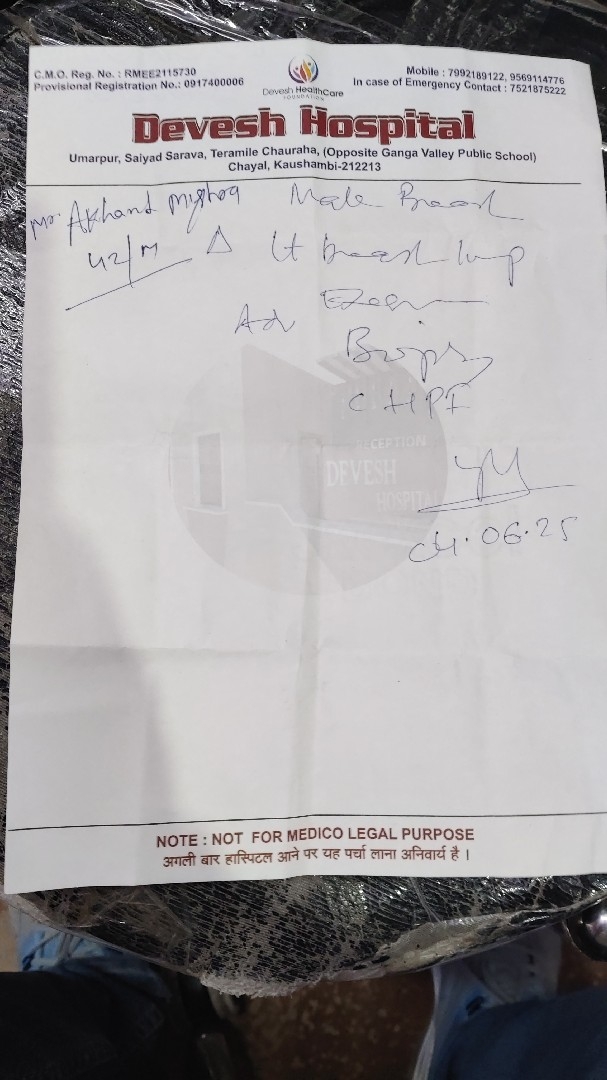 C.M.O. Reg. No. : RMEE2115730
Provisional Registration No.: 0917400006
Devesh HealthCare
FOUNDATION
Mobile : 7992189122, 9569114776
In case of Emergency Contact : 7521875222
Devesh Hospital
Umarpur, Saiyad Sarava, Teramile Chauraha, (Opposite Ganga Valley Public School)
Chayal, Kaushambi-212213
Mr. Akhand Mishra
42/M
Male Breast
Δ Lt breast lump
Adv
Biopsy
C HPE
RECEPTION
DEVESH
HOSPITAL
04.06.25
NOTE : NOT FOR MEDICO LEGAL PURPOSE
अगली बार हास्पिटल आने पर यह पर्चा लाना अनिवार्य है ।